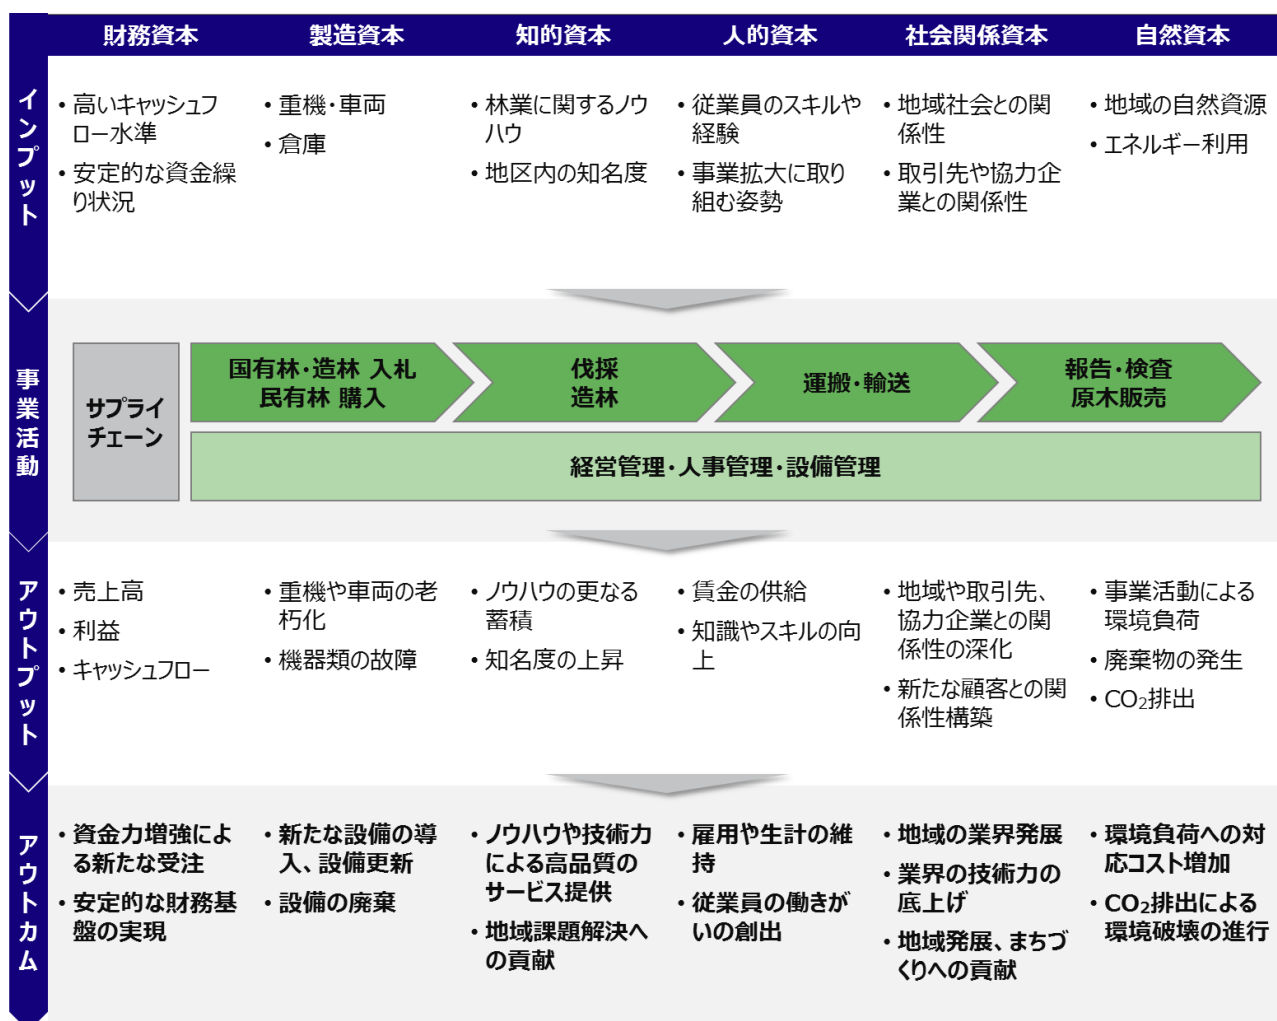 財務資本
製造資本
知的資本
人的資本
社会関係資本
自然資本
インプット
• 高いキャッシュフ
ロー水準
• 安定的な資金繰
り状況
• 重機・車両
• 倉庫
• 林業に関するノウ
ハウ
• 地区内の知名度
• 従業員のスキルや
経験
• 事業拡大に取り
組む姿勢
• 地域社会との関
係性
• 取引先や協力企
業との関係性
• 地域の自然資源
• エネルギー利用
事業活動
サプライ
チェーン
国有林・造林 入札
民有林 購入
伐採
造林
運搬・輸送
報告・検査
原木販売
経営管理・人事管理・設備管理
アウトプット
• 売上高
• 利益
• キャッシュフロー
• 重機や車両の老
朽化
• 機器類の故障
• ノウハウの更なる
蓄積
• 知名度の上昇
• 賃金の供給
• 知識やスキルの向
上
• 地域や取引先、
協力企業との関
係性の深化
• 新たな顧客との関
係性構築
• 事業活動による
環境負荷
• 廃棄物の発生
• CO₂排出
アウトカム
• 資金力増強によ
る新たな受注
• 安定的な財務基
盤の実現
• 新たな設備の導
入、設備更新
• 設備の廃棄
• ノウハウや技術力
による高品質の
サービス提供
• 地域課題解決へ
の貢献
• 雇用や生計の維
持
• 従業員の働きが
いの創出
• 地域の業界発展
• 業界の技術力の
底上げ
• 地域発展、まちづ
くりへの貢献
• 環境負荷への対
応コスト増加
• CO₂排出による
環境破壊の進行